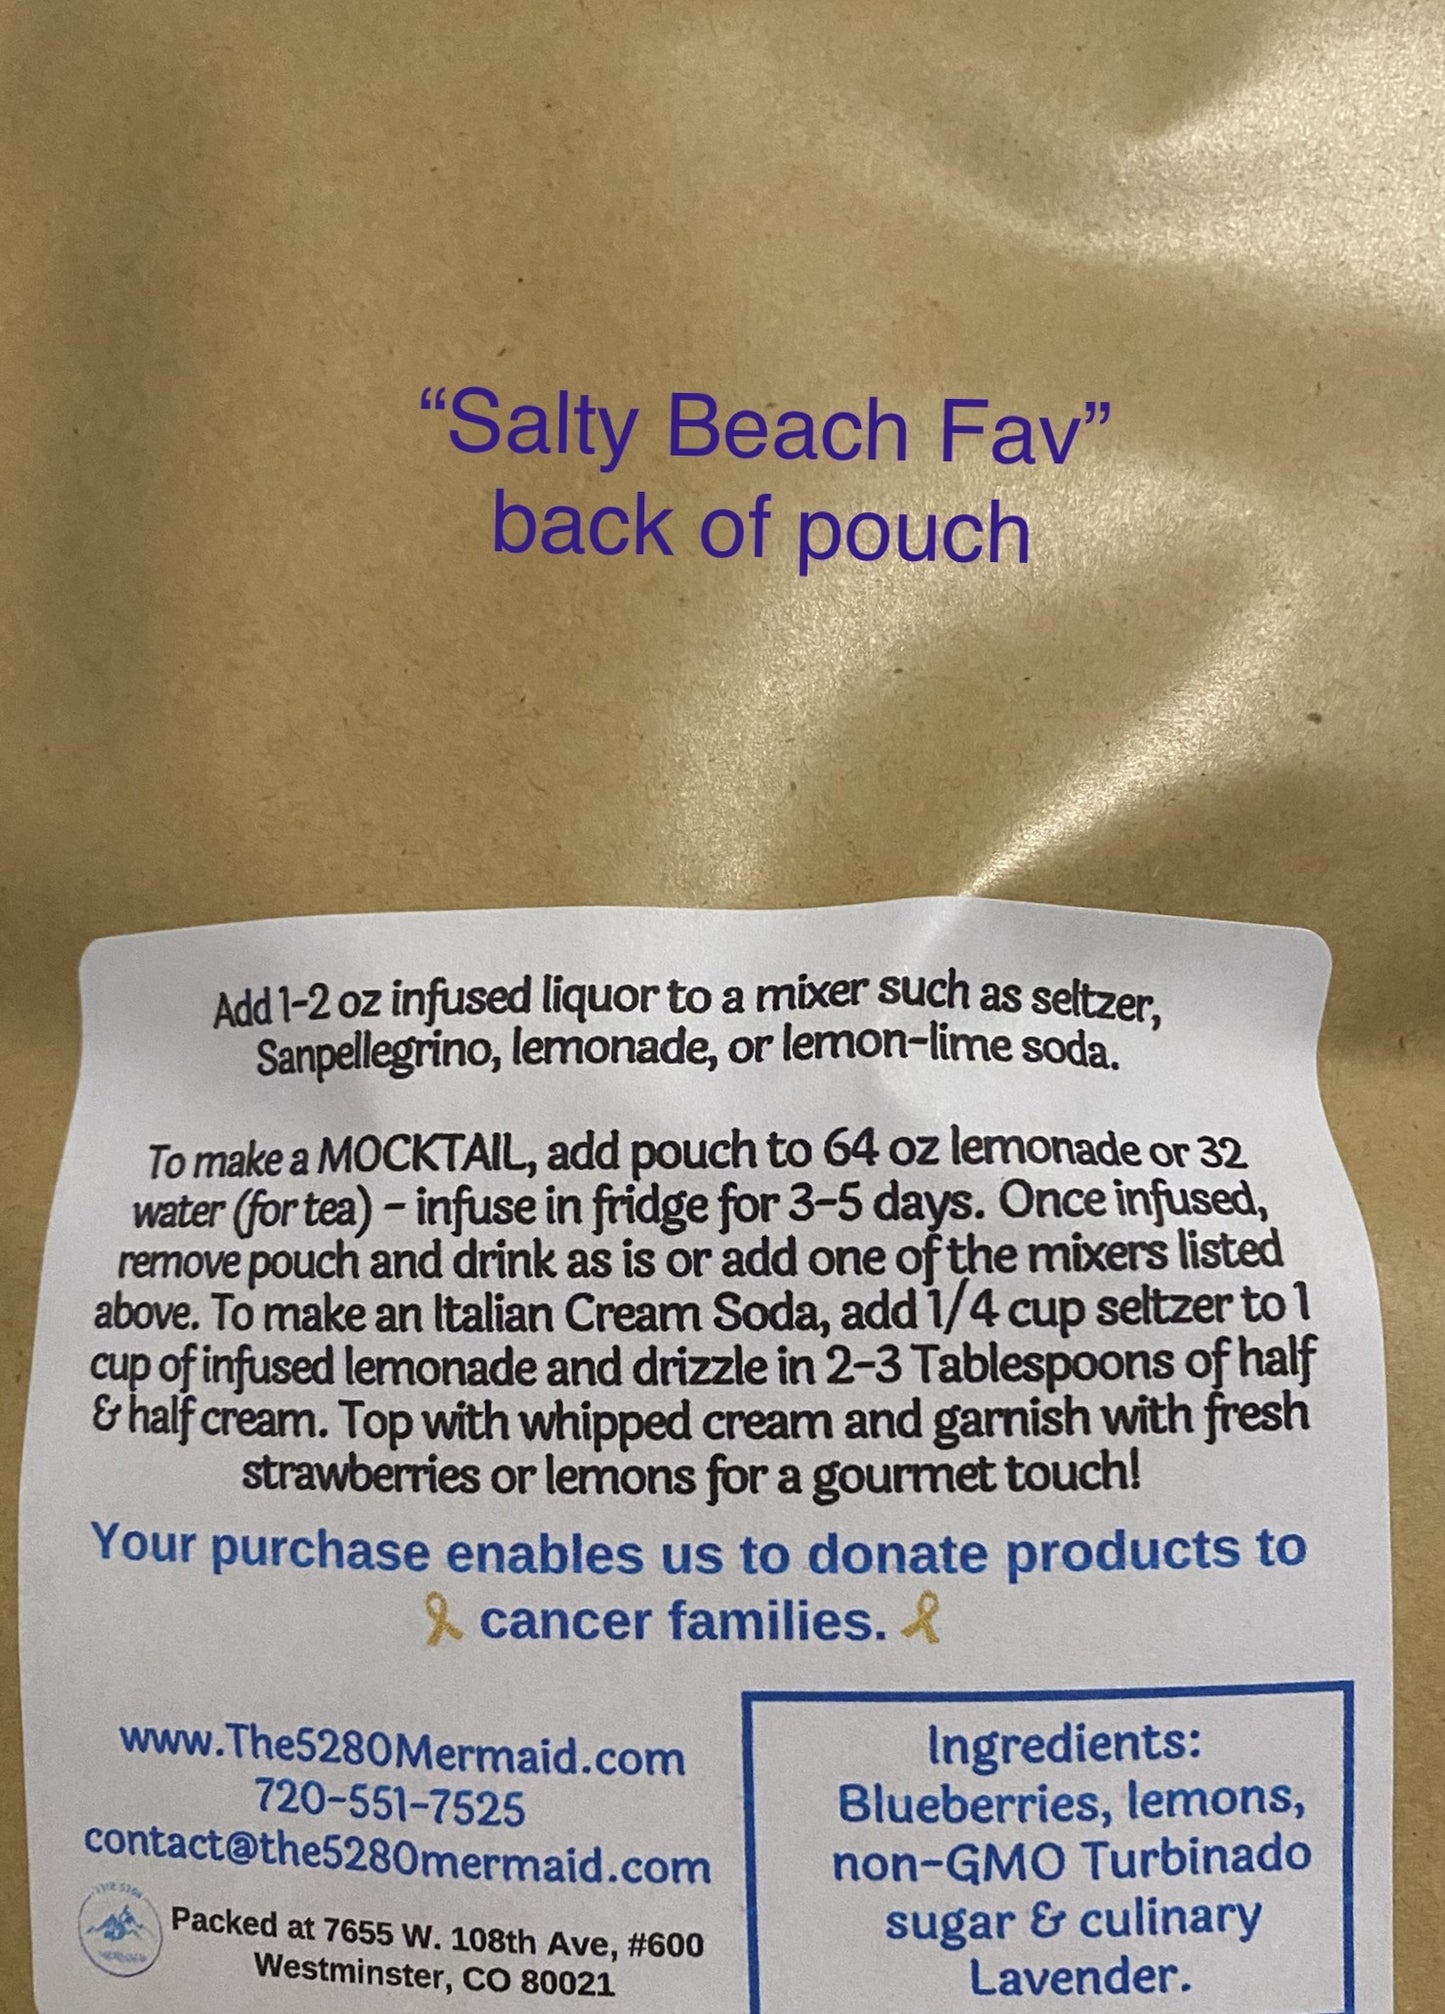 “Salty Beach Fav”
back of pouch
Add 1-2 oz infused liquor to a mixer such as seltzer,
Sanpellegrino, lemonade, or lemon-lime soda.
To make a MOCKTAIL, add pouch to 64 oz lemonade or 32
water (for tea) - infuse in fridge for 3-5 days. Once infused,
remove pouch and drink as is or add one of the mixers listed
above. To make an Italian Cream Soda, add 1/4 cup seltzer to 1
cup of infused lemonade and drizzle in 2-3 Tablespoons of half
& half cream. Top with whipped cream and garnish with fresh
strawberries or lemons for a gourmet touch!
Your purchase enables us to donate products to
cancer families.
www.The5280Mermaid.com
720-551-7525
contact@the5280mermaid.com
Packed at 7655 W. 108th Ave, #600
Westminster, CO 80021
Ingredients:
Blueberries, lemons,
non-GMO Turbinado
sugar & culinary
Lavender.